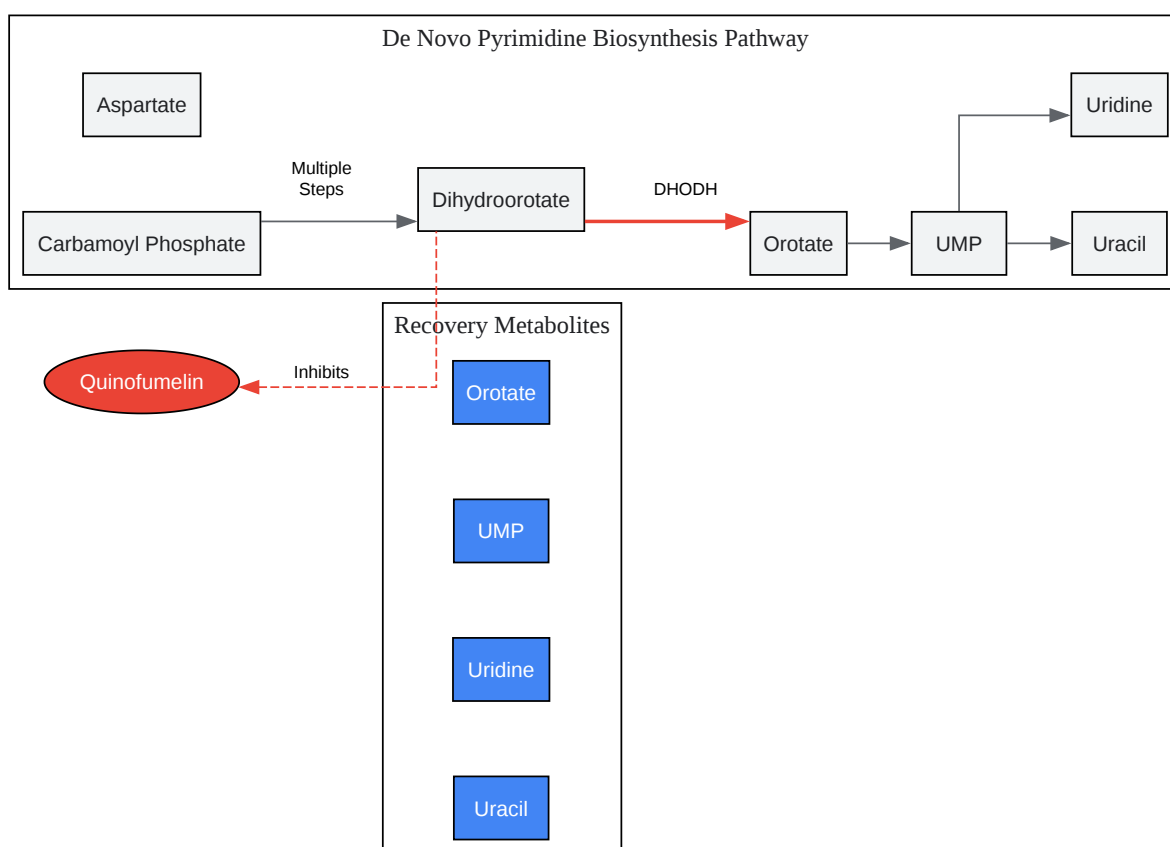 De Novo Pyrimidine Biosynthesis Pathway
Aspartate
Uridine
Multiple
Steps
Dihydroorotate
DHODH
Carbamoyl Phosphate
Orotate
UMP
Uracil
Recovery Metabolites
Quinofumelin
Inhibits
Orotate
UMP
Uridine
Uracil